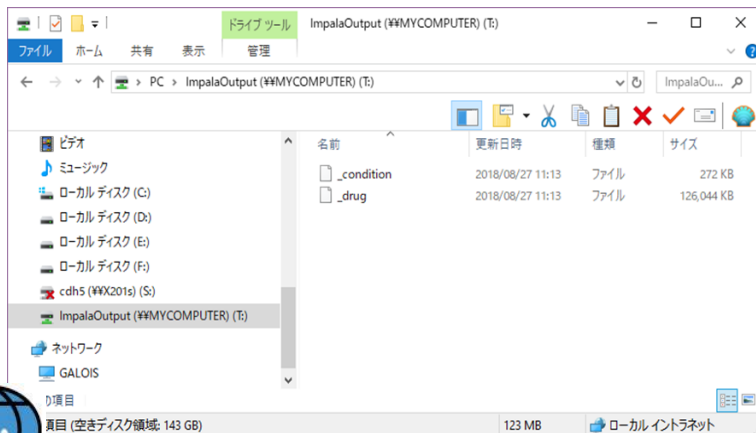 ドライブ ツール ImpalaOutput (¥¥MYCOMPUTER) (T:)
ファイル ホーム 共有 表示 管理
PC ImpalaOutput (¥¥MYCOMPUTER) (T:) ImpalaOu...
ビデオ
ミュージック
ローカル ディスク (C:)
ローカル ディスク (D:)
ローカル ディスク (E:)
ローカル ディスク (F:)
cdh5 (¥¥X201s) (S:)
ImpalaOutput (¥¥MYCOMPUTER) (T:)
ネットワーク
GALOIS
名前 更新日時 種類 サイズ
_condition 2018/08/27 11:13 ファイル 272 KB
_drug 2018/08/27 11:13 ファイル 126,044 KB
の項目
項目 (空きディスク領域: 143 GB) 123 MB ローカル イントラネット